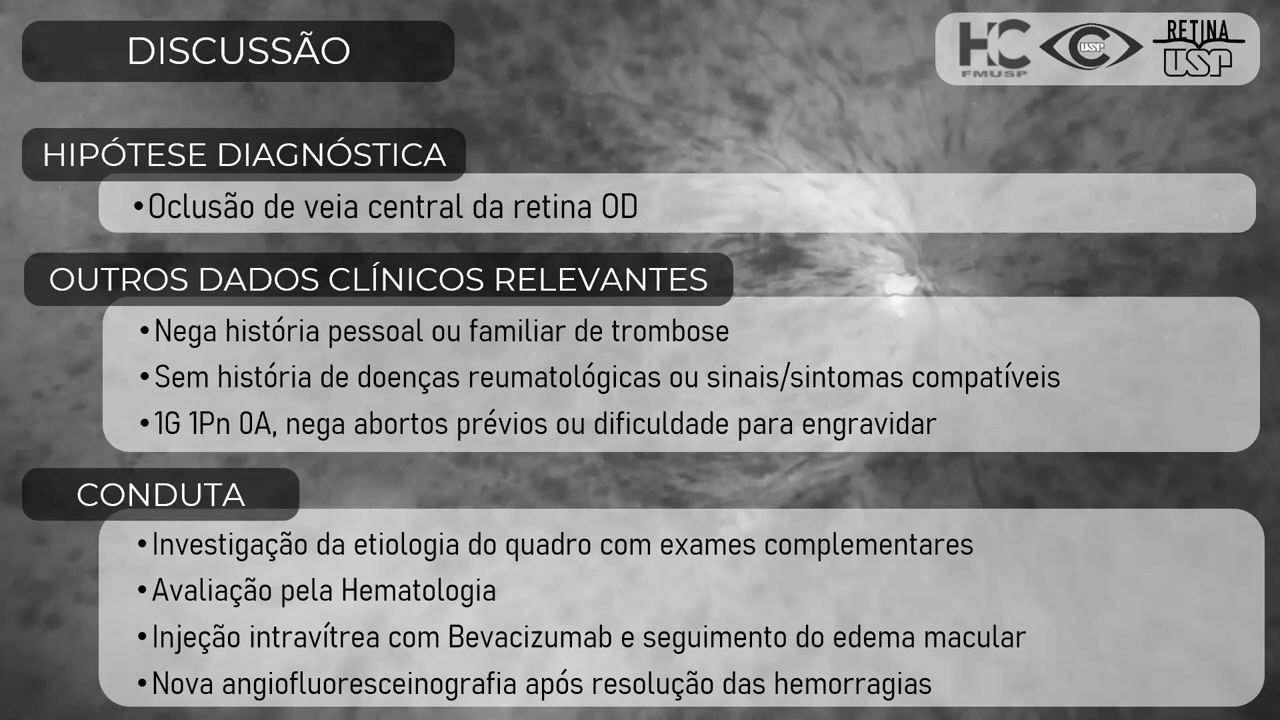 DISCUSSÃO
HC FMUSP
C USP
RETINA USP
HIPÓTESE DIAGNÓSTICA
•Oclusão de veia central da retina OD
OUTROS DADOS CLÍNICOS RELEVANTES
•Nega história pessoal ou familiar de trombose
•Sem história de doenças reumatológicas ou sinais/sintomas compatíveis
•1G 1Pn 0A, nega abortos prévios ou dificuldade para engravidar
CONDUTA
•Investigação da etiologia do quadro com exames complementares
•Avaliação pela Hematologia
•Injeção intravítrea com Bevacizumab e seguimento do edema macular
•Nova angiofluoresceinografia após resolução das hemorragias